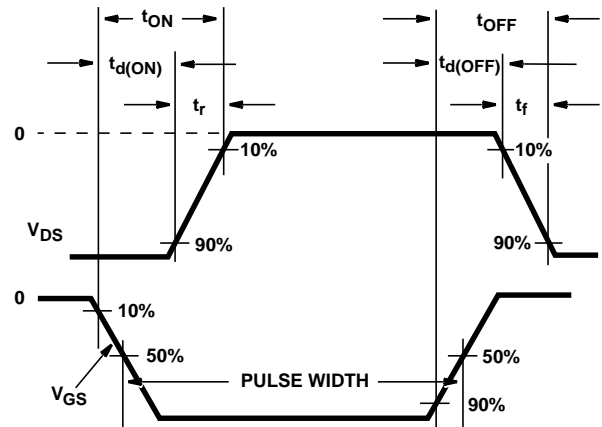 tON tOFF
td(ON) td(OFF)
tr tf
0
10% 10%
VDS
90% 90%
0
10%
50% 50%
VGS
PULSE WIDTH
90%